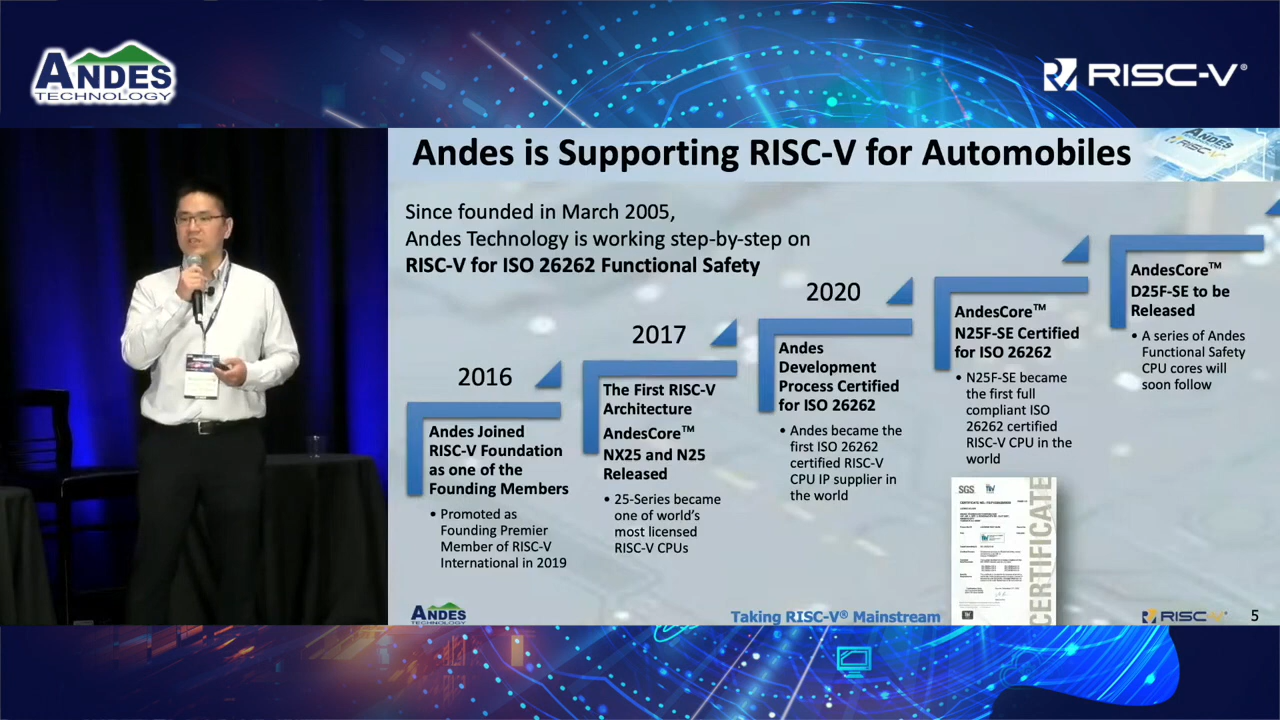 ANDES
TECHNOLOGY
RISC-V®
Andes is Supporting RISC-V for Automobiles
ANDES
RISC-V
Since founded in March 2005,
Andes Technology is working step-by-step on
RISC-V for ISO 26262 Functional Safety
2016
Andes Joined
RISC-V Foundation
as one of the
Founding Members
• Promoted as
Founding Premier
Member of RISC-V
International in 2019
2017
The First RISC-V
Architecture
AndesCore™
NX25 and N25
Released
• 25-Series became
one of world's
most licensed
RISC-V CPUs
2020
Andes
Development
Process Certified
for ISO 26262
• Andes became the
first ISO 26262
certified RISC-V
CPU IP supplier in
the world
AndesCore™
N25F-SE Certified
for ISO 26262
• N25F-SE became
the first full
compliant ISO
26262 certified
RISC-V CPU in the
world
SGS
CERTIFICATE
AndesCore™
D25F-SE to be
Released
• A series of Andes
Functional Safety
CPU cores will
soon follow
ANDES
TECHNOLOGY
Taking RISC-V® Mainstream
RISC-V
5